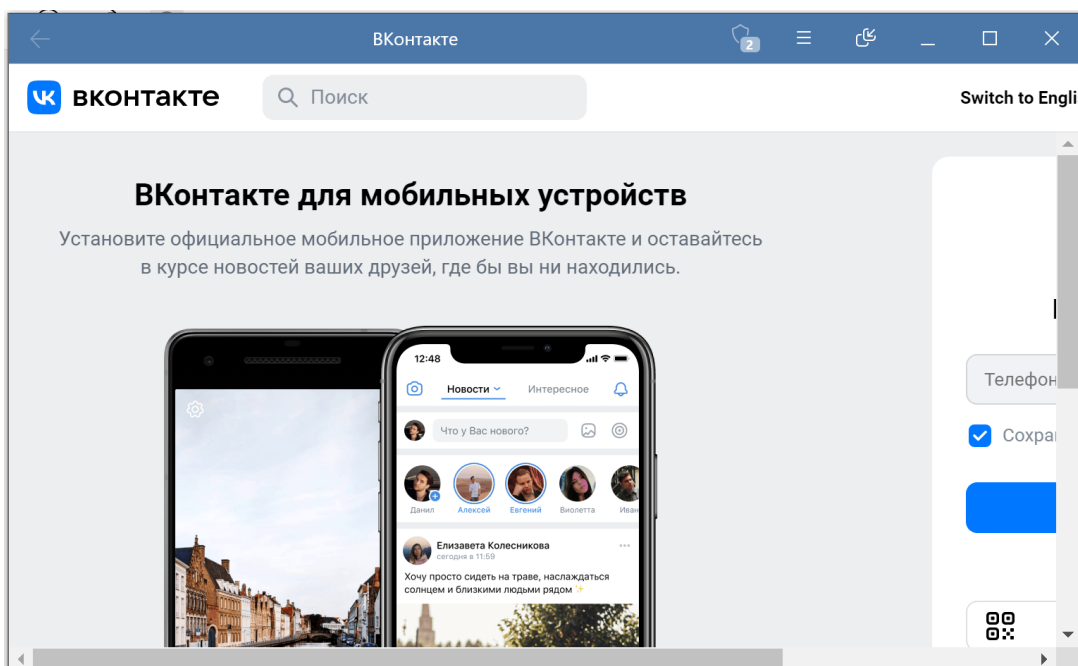 ВКонтакте
2
вконтакте
Поиск
Switch to Engli
ВКонтакте для мобильных устройств
Установите официальное мобильное приложение ВКонтакте и оставайтесь
в курсе новостей ваших друзей, где бы вы ни находились.
12:48
Новости
Интересное
Что у Вас нового?
Данил
Алексей
Евгений
Виолетта
Иван
Елизавета Колесникова
сегодня в 11:59
Хочу просто сидеть на траве, наслаждаться
солнцем и близкими людьми рядом ✨
Телефон
Сохра